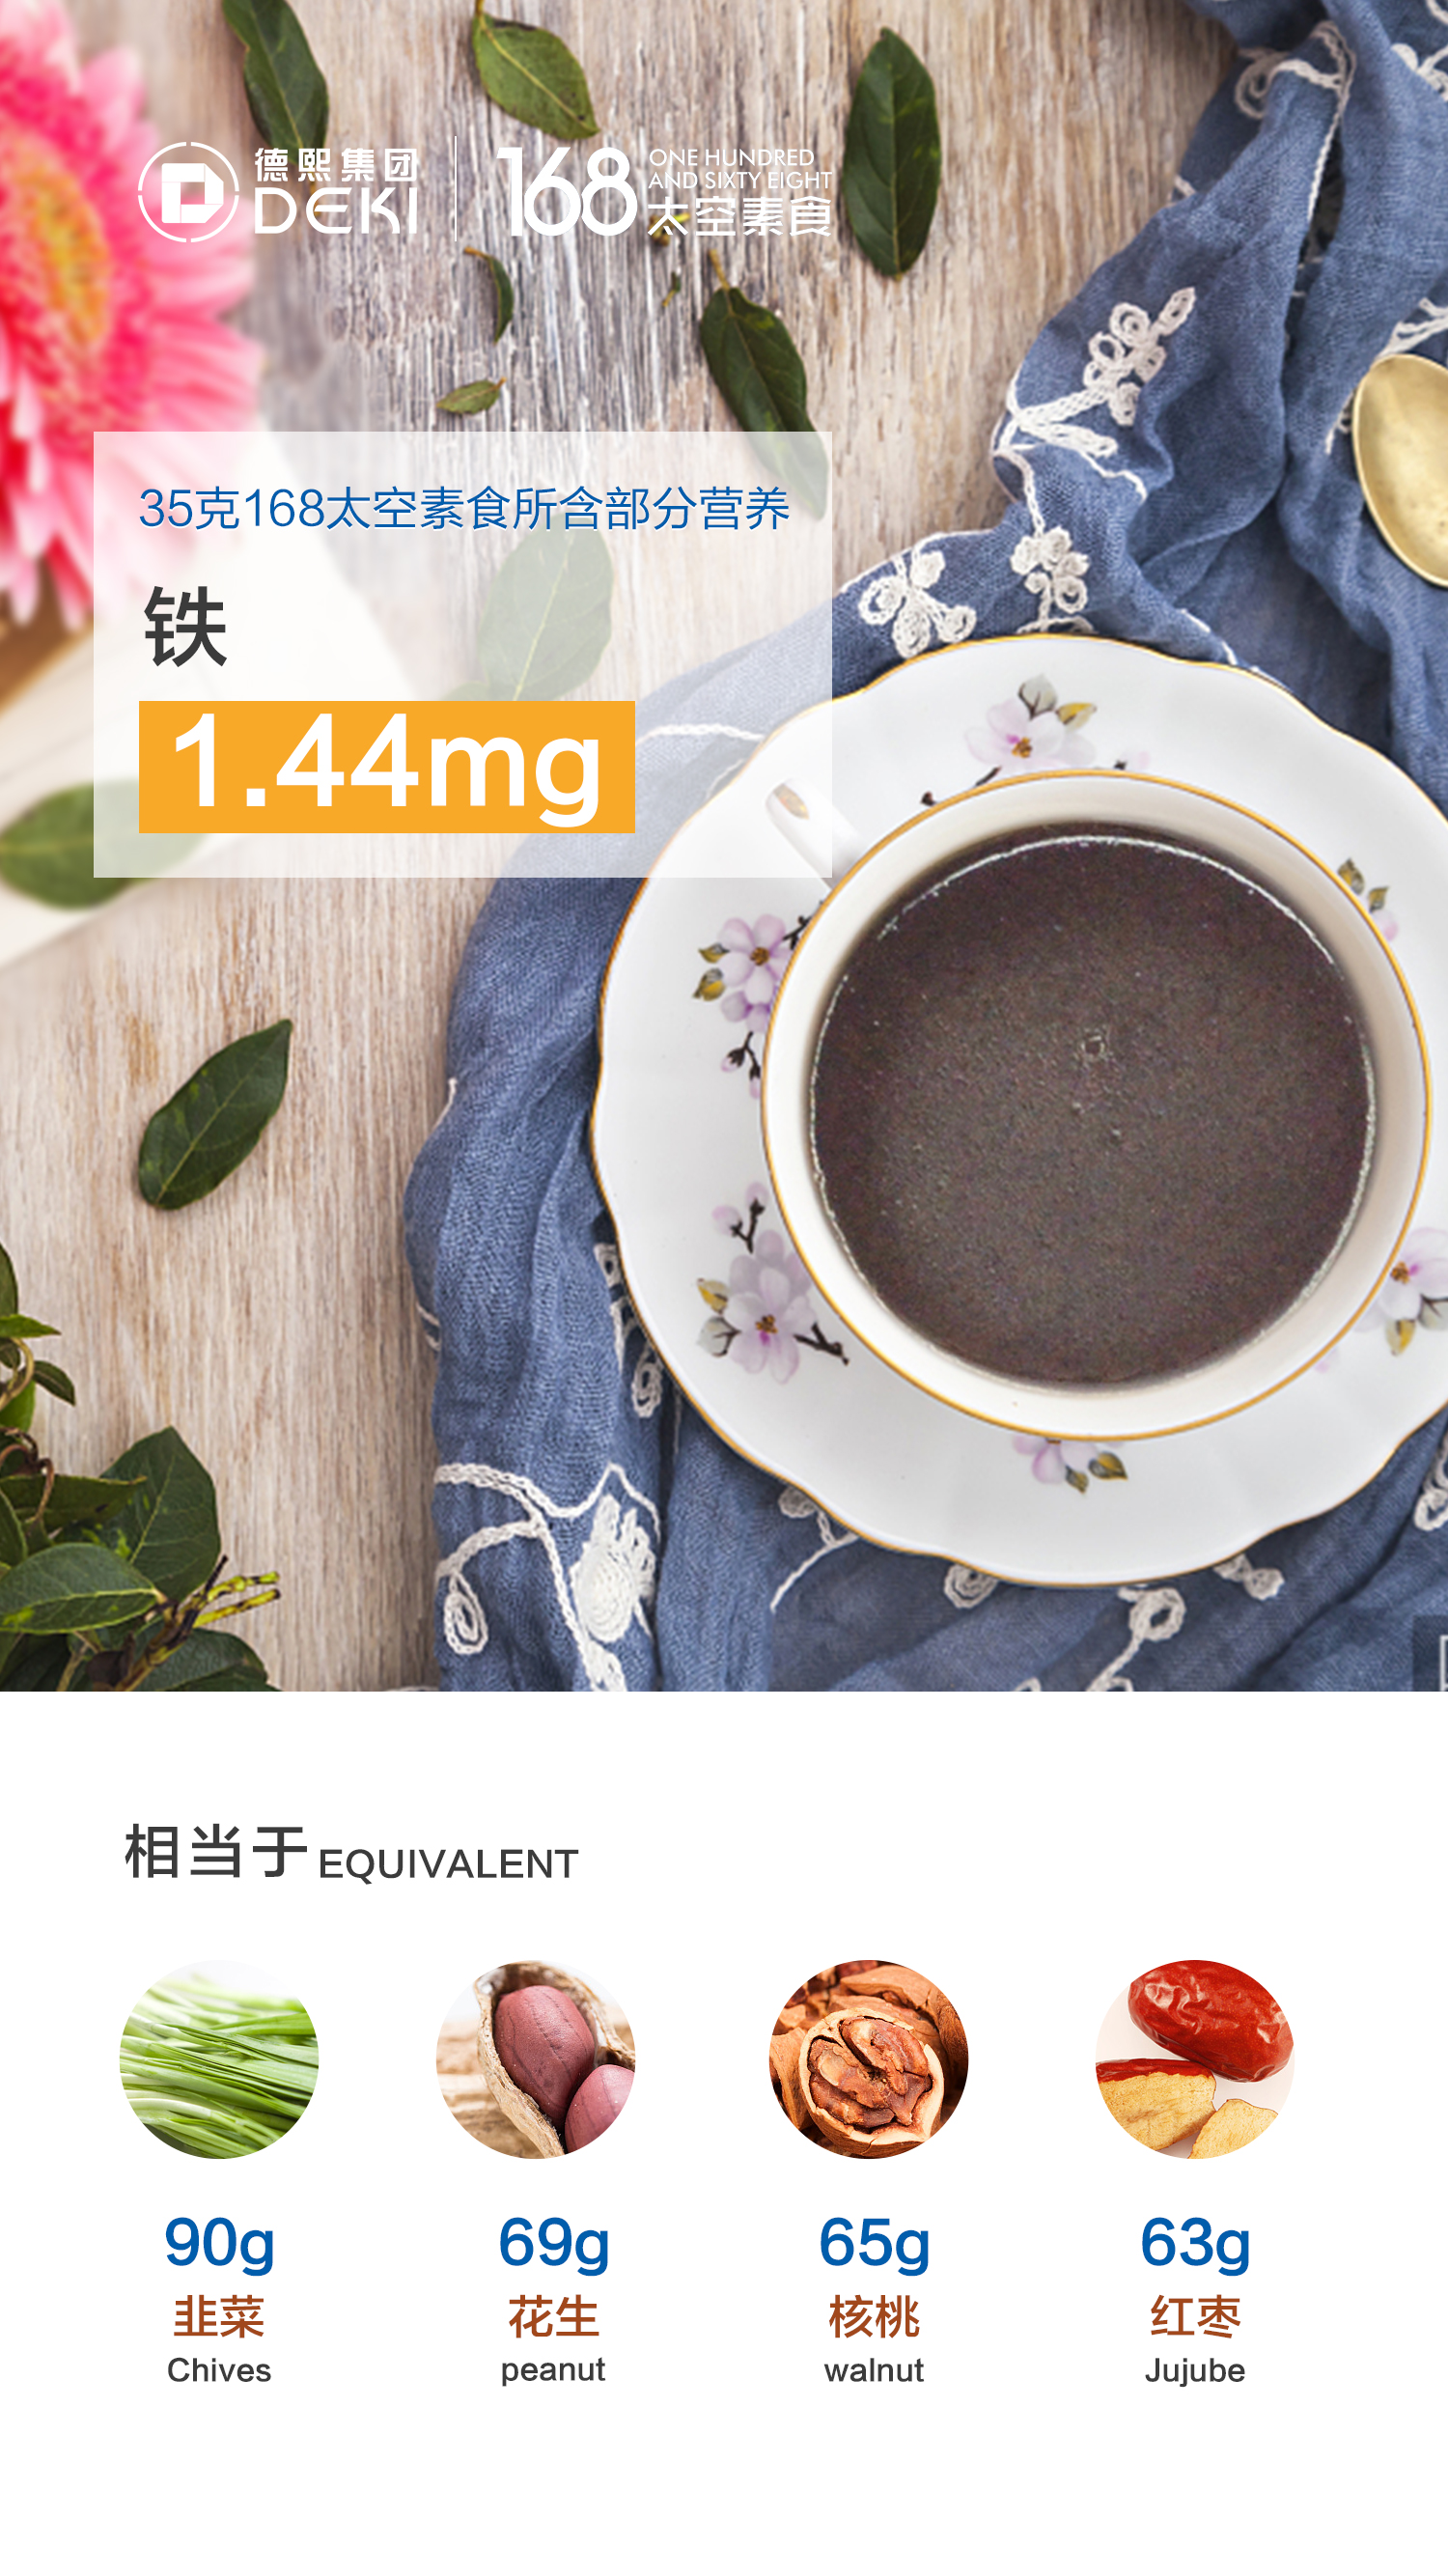 德熙集团
DEKI
168
ONE HUNDRED
AND SIXTY EIGHT
太空素食
35克168太空素食所含部分营养
铁
1.44mg
相当于 EQUIVALENT
90g
韭菜
Chives
69g
花生
peanut
65g
核桃
walnut
63g
红枣
Jujube